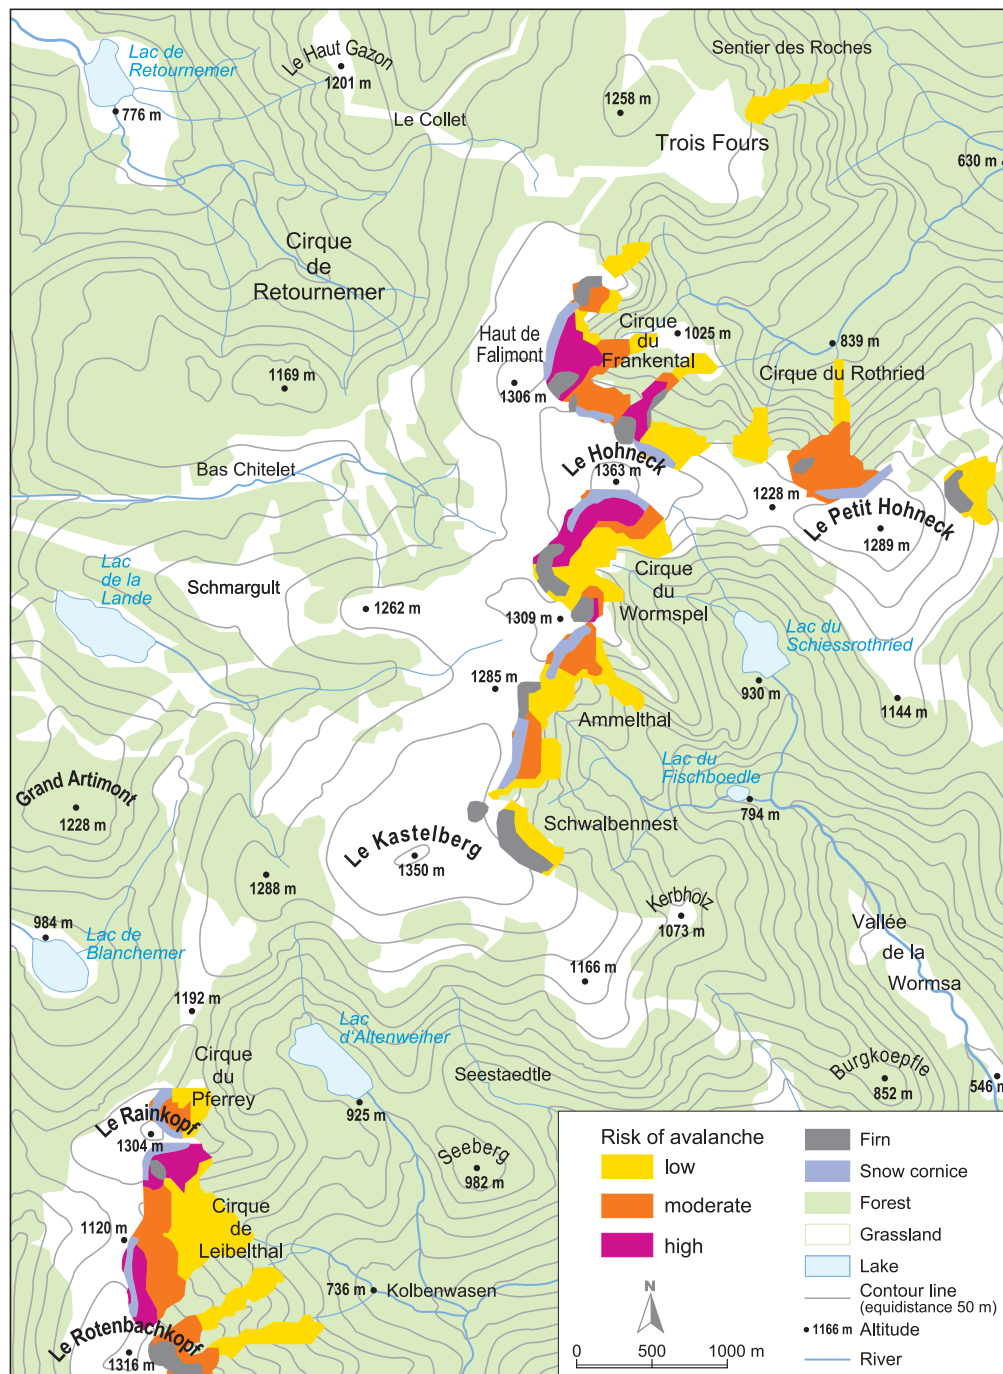 Lac de
Retournemer
776 m
Le Haut Gazon
1201 m
Le Collet
Sentier des Roches
1258 m
Trois Fours
630 m
Cirque
de
Retournemer
1169 m
Haut de
Falimont
1306 m
Cirque
du
Frankental
1025 m
839 m
Cirque du Rothried
Le Hohneck
1363 m
1228 m
Le Petit Hohneck
1289 m
Bas Chitelet
Lac
de la
Lande
Schmargult
1262 m
1309 m
Cirque
du
Wormspel
Lac du
Schiessrothried
930 m
1144 m
1285 m
Ammelthal
Lac du
Fischboedle
794 m
Grand Artimont
1228 m
Schwalbennest
Le Kastelberg
1350 m
1288 m
Kerbholz
1073 m
984 m
Lac de
Blanchemer
Vallée
de la
Wormsa
1166 m
1192 m
Lac
d'Altenweiher
925 m
Cirque
du
Pferrey
Seestaedtle
Burgkoepfle
852 m
546 m
Le Rainkopf
1304 m
Seeberg
982 m
1120 m
Cirque
de
Leibelthal
736 m
Kolbenwasen
Le Rotenbachkopf
1316 m
Risk of avalanche
low
moderate
high
N
0 500 1000 m
Firn
Snow cornice
Forest
Grassland
Lake
Contour line
(equidistance 50 m)
1166 m Altitude
River